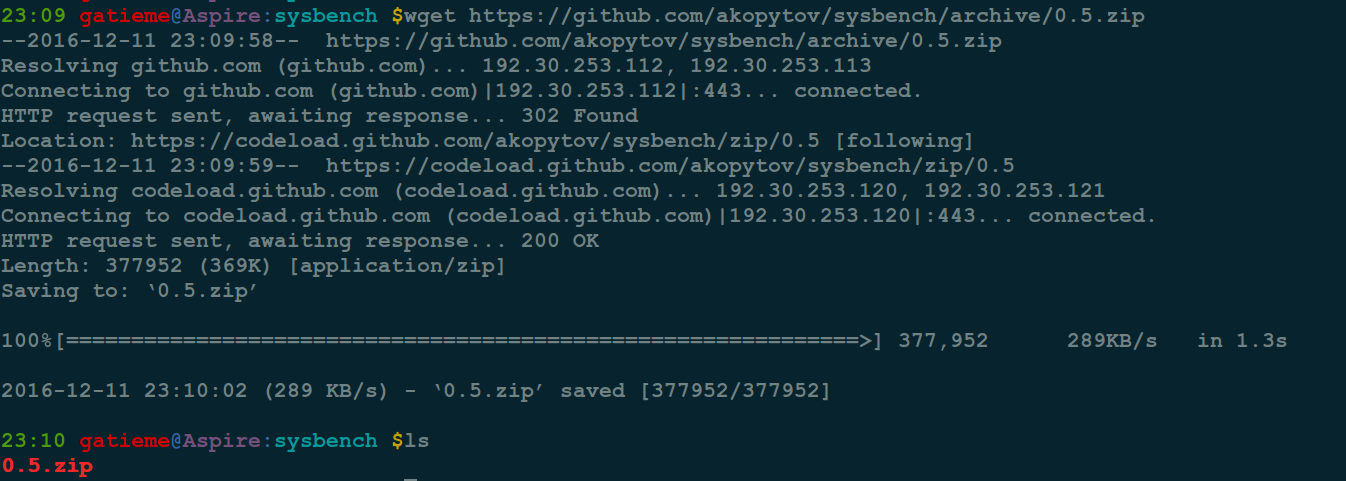 23:09 gatieme@Aspire:sysbench $wget https://github.com/akopytov/sysbench/archive/0.5.zip
--2016-12-11 23:09:58--  https://github.com/akopytov/sysbench/archive/0.5.zip
Resolving github.com (github.com)... 192.30.253.112, 192.30.253.113
Connecting to github.com (github.com)|192.30.253.112|:443... connected.
HTTP request sent, awaiting response... 302 Found
Location: https://codeload.github.com/akopytov/sysbench/zip/0.5 [following]
--2016-12-11 23:09:59--  https://codeload.github.com/akopytov/sysbench/zip/0.5
Resolving codeload.github.com (codeload.github.com)... 192.30.253.120, 192.30.253.121
Connecting to codeload.github.com (codeload.github.com)|192.30.253.120|:443... connected.
HTTP request sent, awaiting response... 200 OK
Length: 377952 (369K) [application/zip]
Saving to: ‘0.5.zip’
100%[=============================================================>] 377,952      289KB/s   in 1.3s
2016-12-11 23:10:02 (289 KB/s) - ‘0.5.zip’ saved [377952/377952]
23:10 gatieme@Aspire:sysbench $ls
0.5.zip